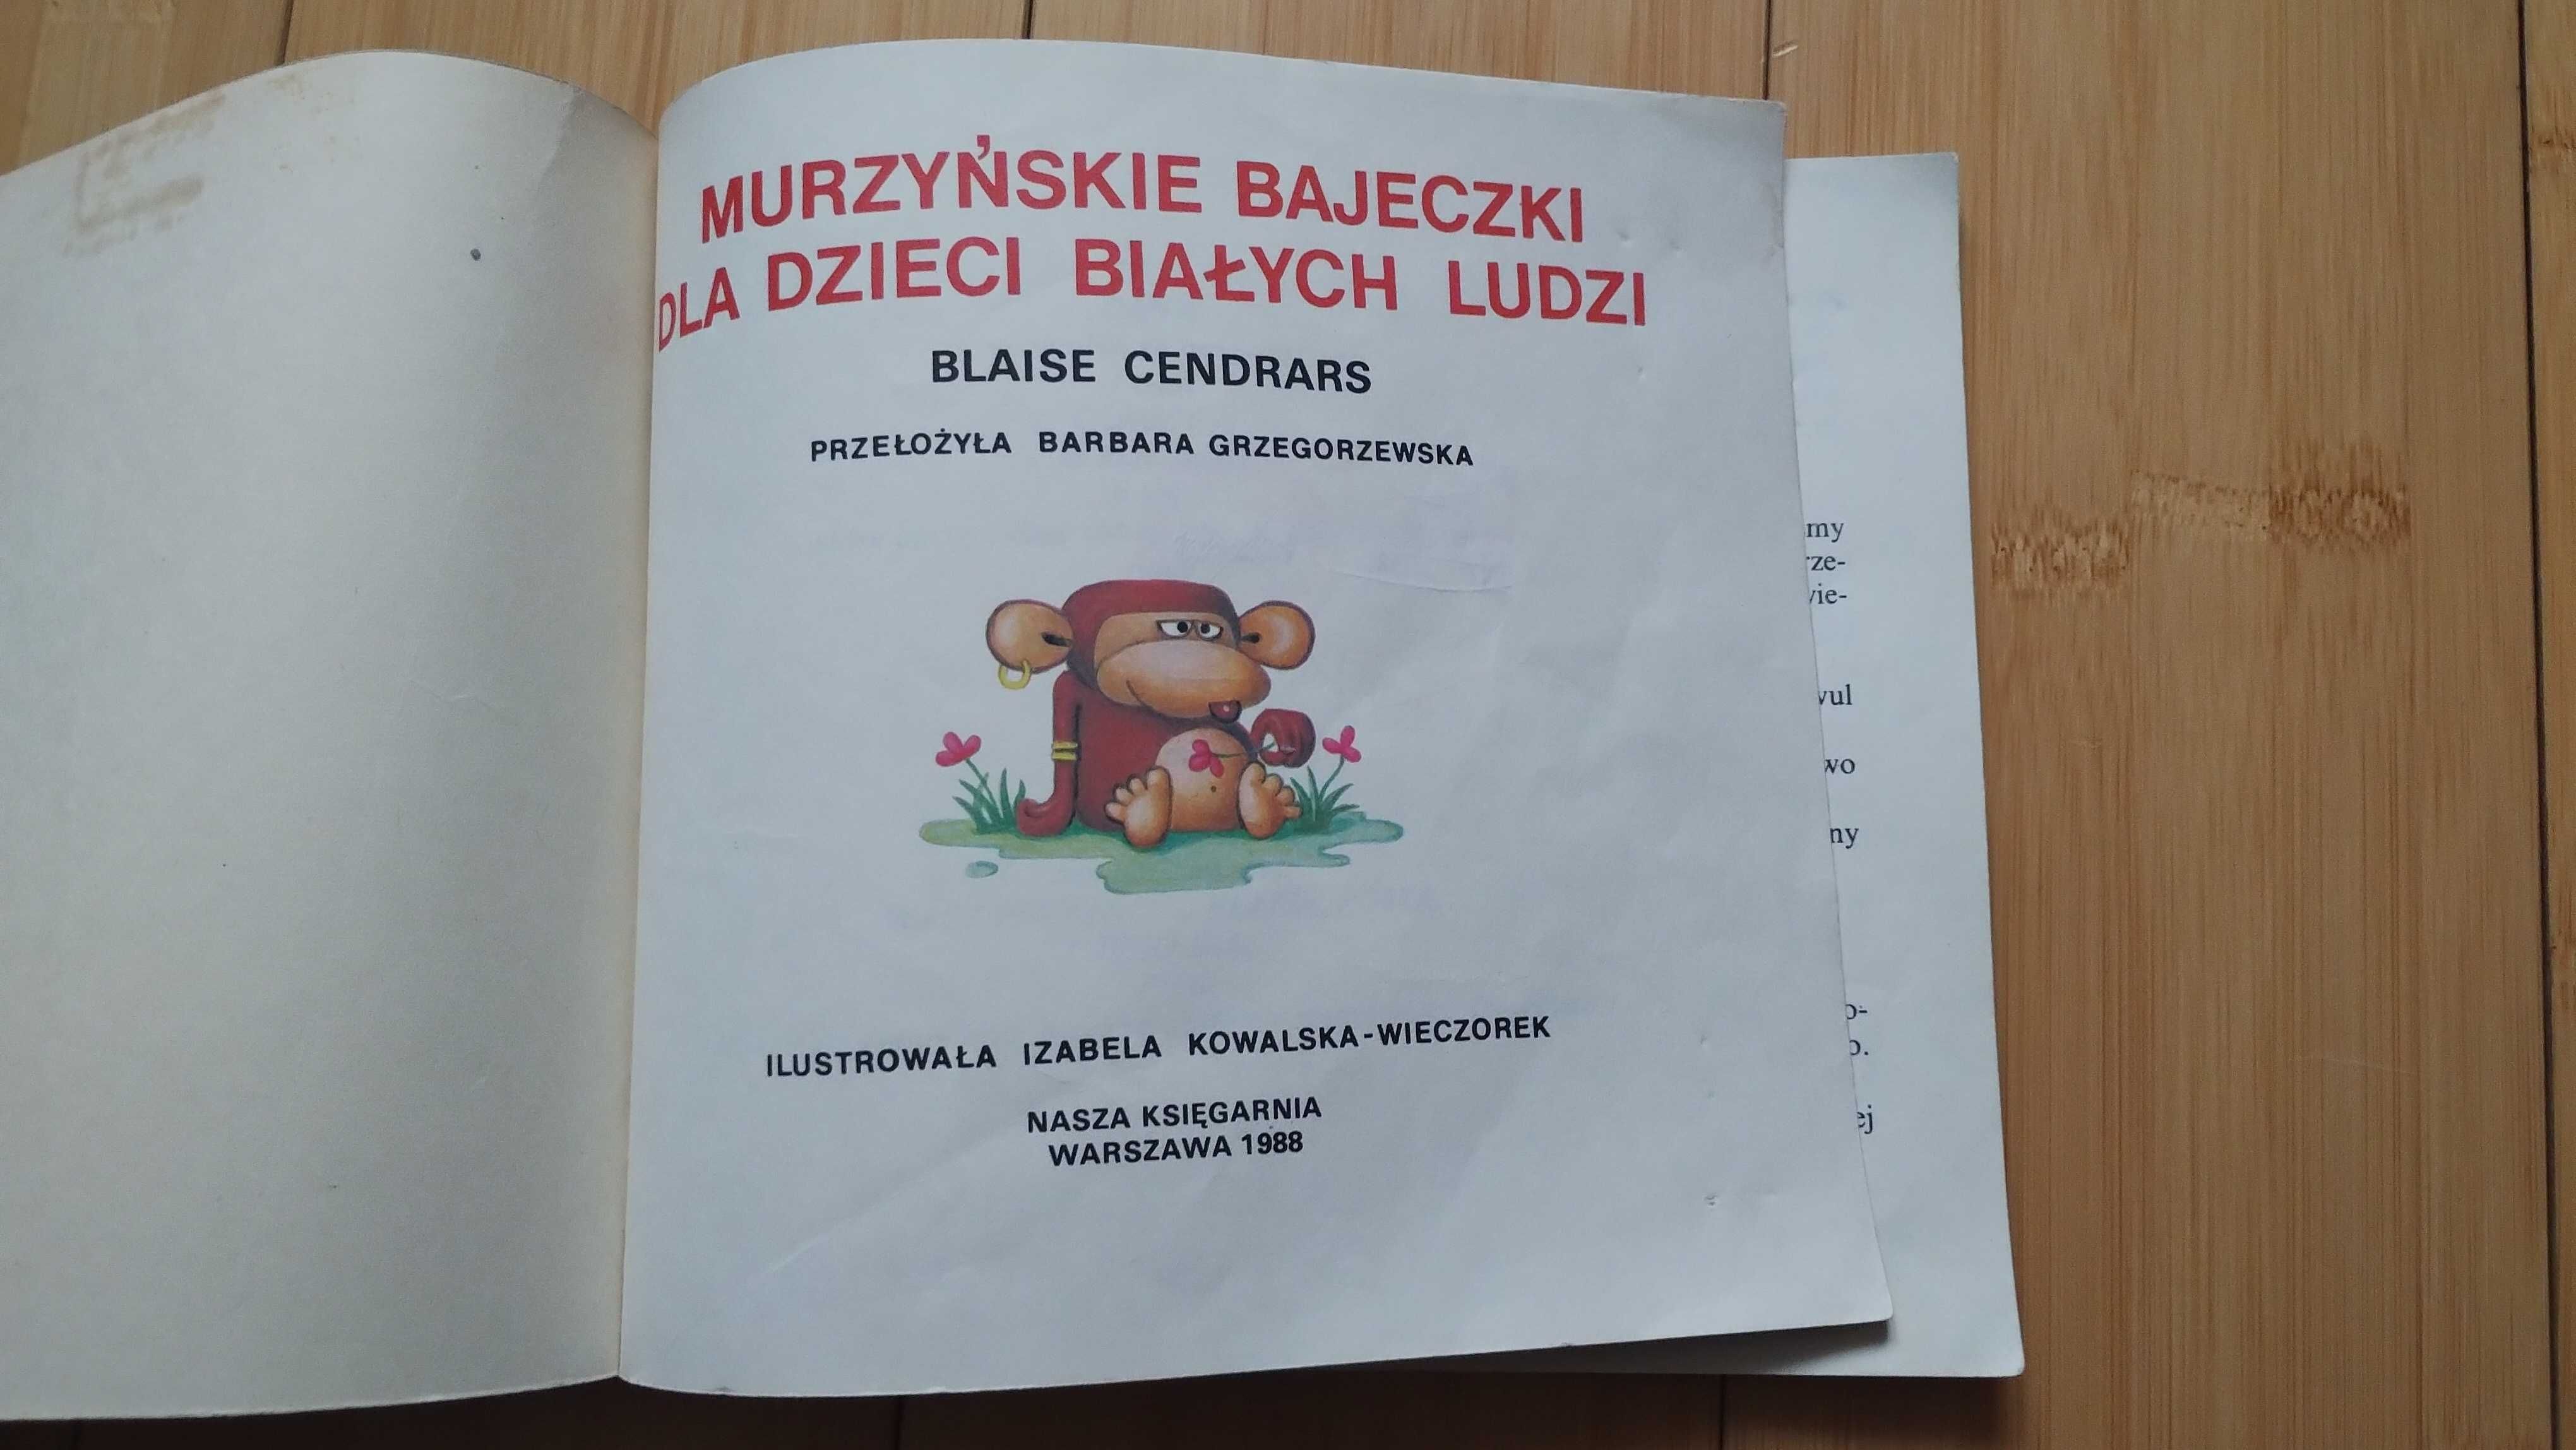 MURZYŃSKIE BAJECZKI
DLA DZIECI BIAŁYCH LUDZI
BLAISE CENDRARS
PRZEŁOŻYŁA BARBARA GRZEGORZEWSKA
ILUSTROWAŁA IZABELA KOWALSKA-WIECZOREK
NASZA KSIĘGARNIA
WARSZAWA 1988